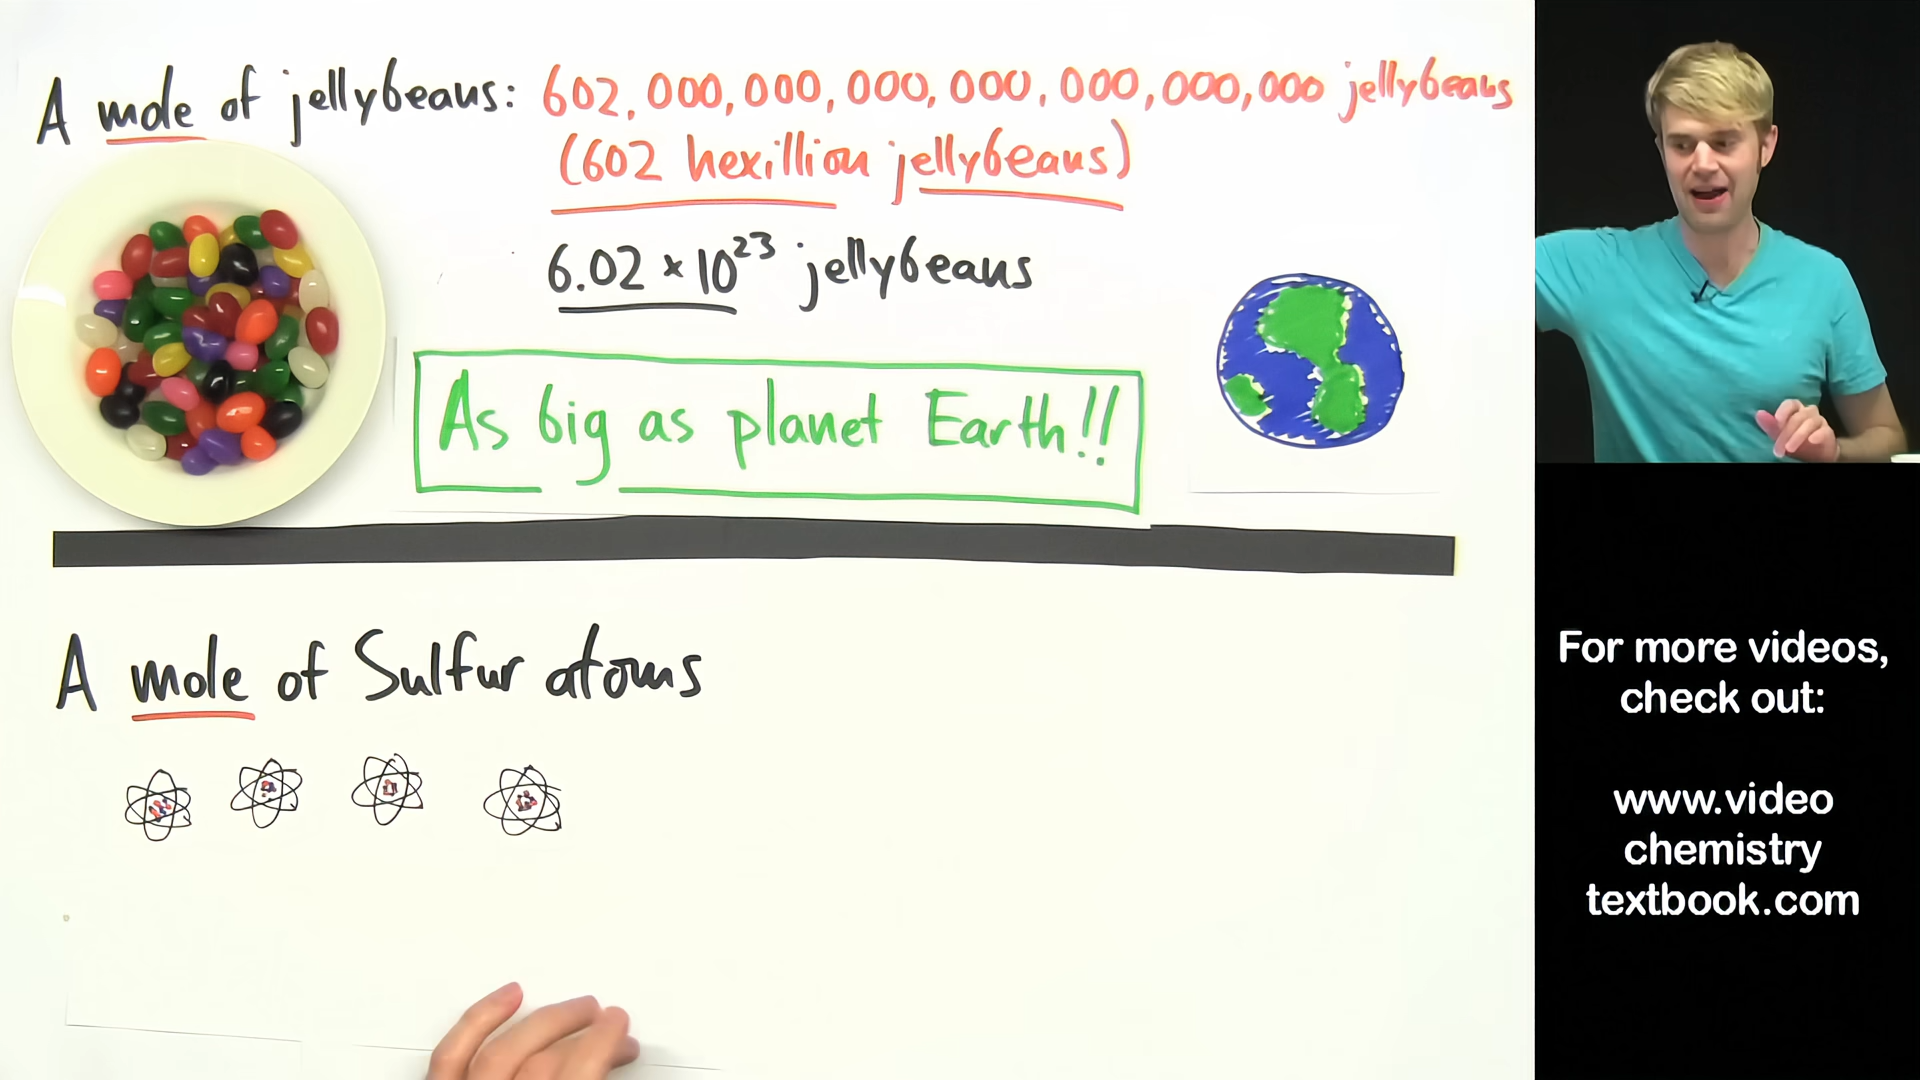 A mole of jellybeans: 602,000,000,000,000,000,000,000 jellybeans
(602 hexillion jellybeans)
6.02 × 10²³ jellybeans
As big as planet Earth!!
A mole of Sulfur atoms
For more videos,
check out:
www.video
chemistry
textbook.com